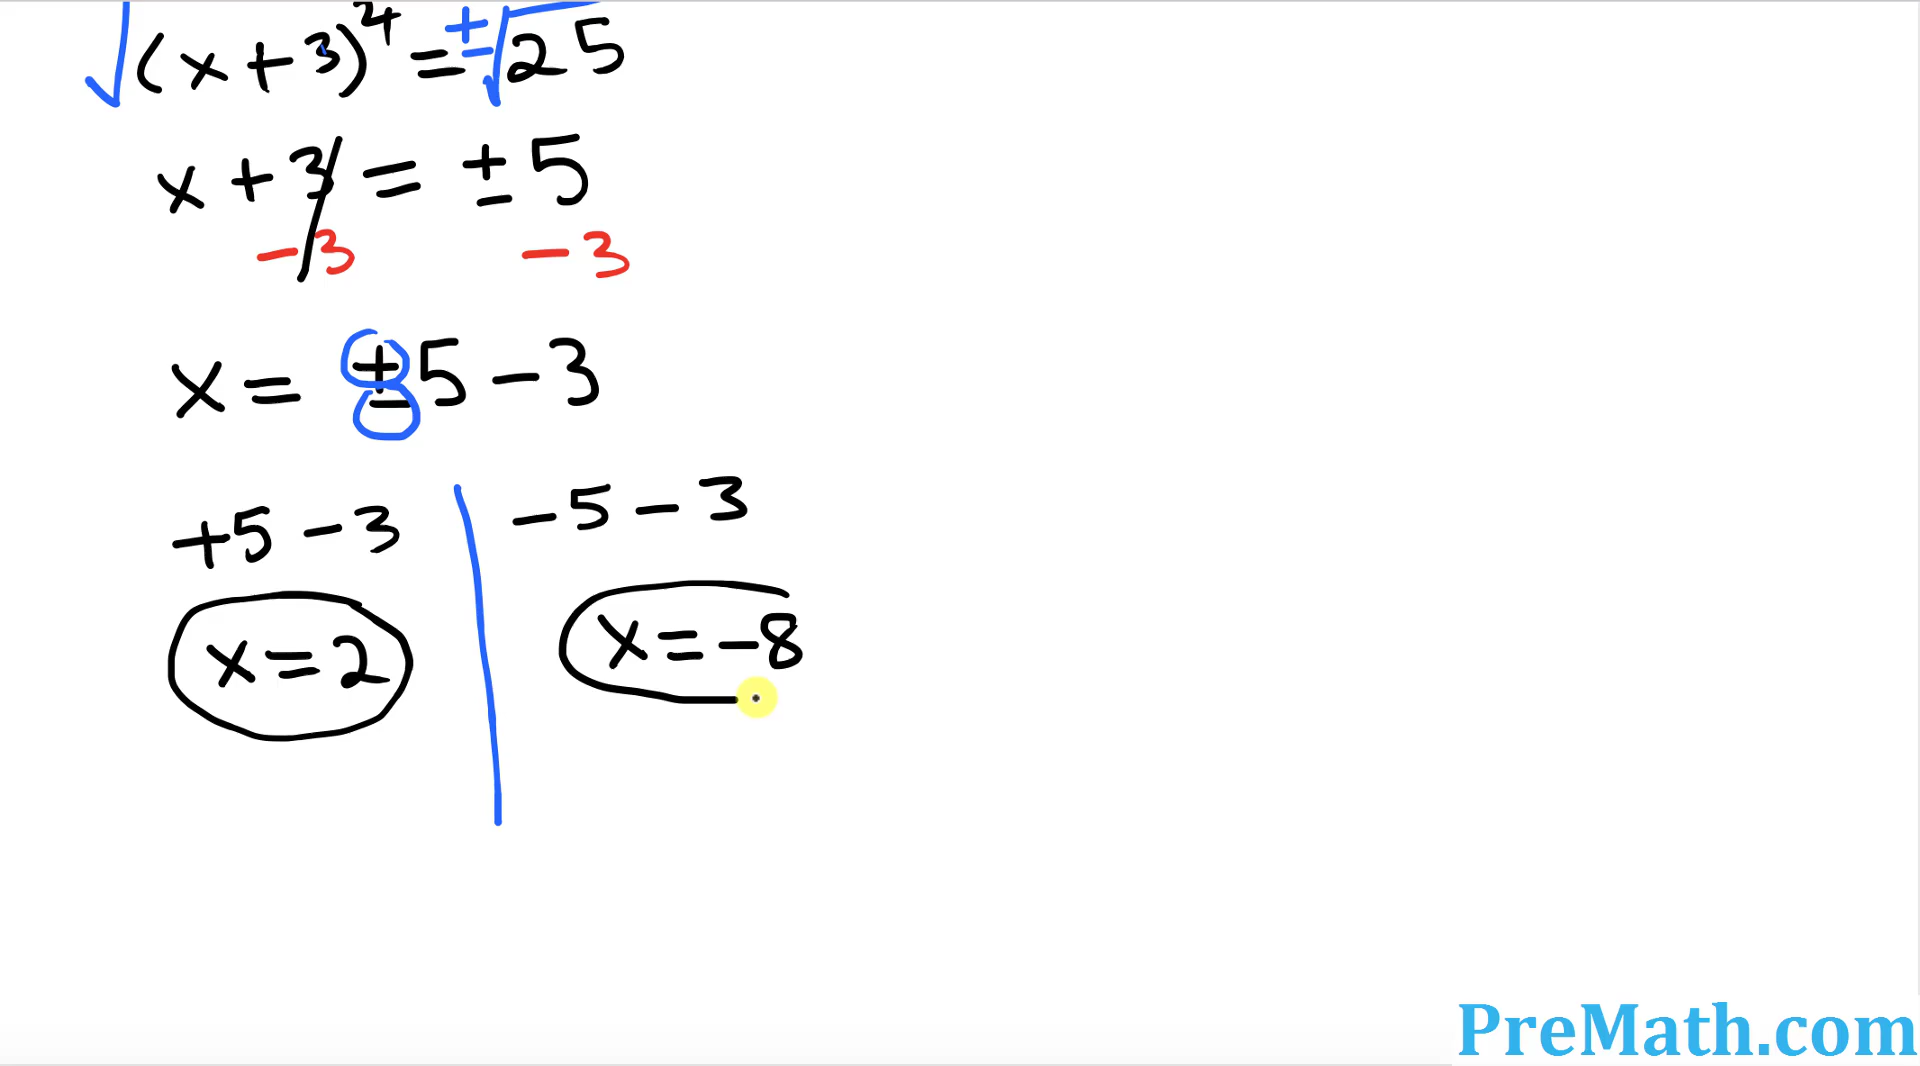 √(x+3)² = ±√25
x + 3 = ± 5
-3 -3
x = ±5 - 3
+5 - 3 -5 - 3
x = 2 x = -8
PreMath.com